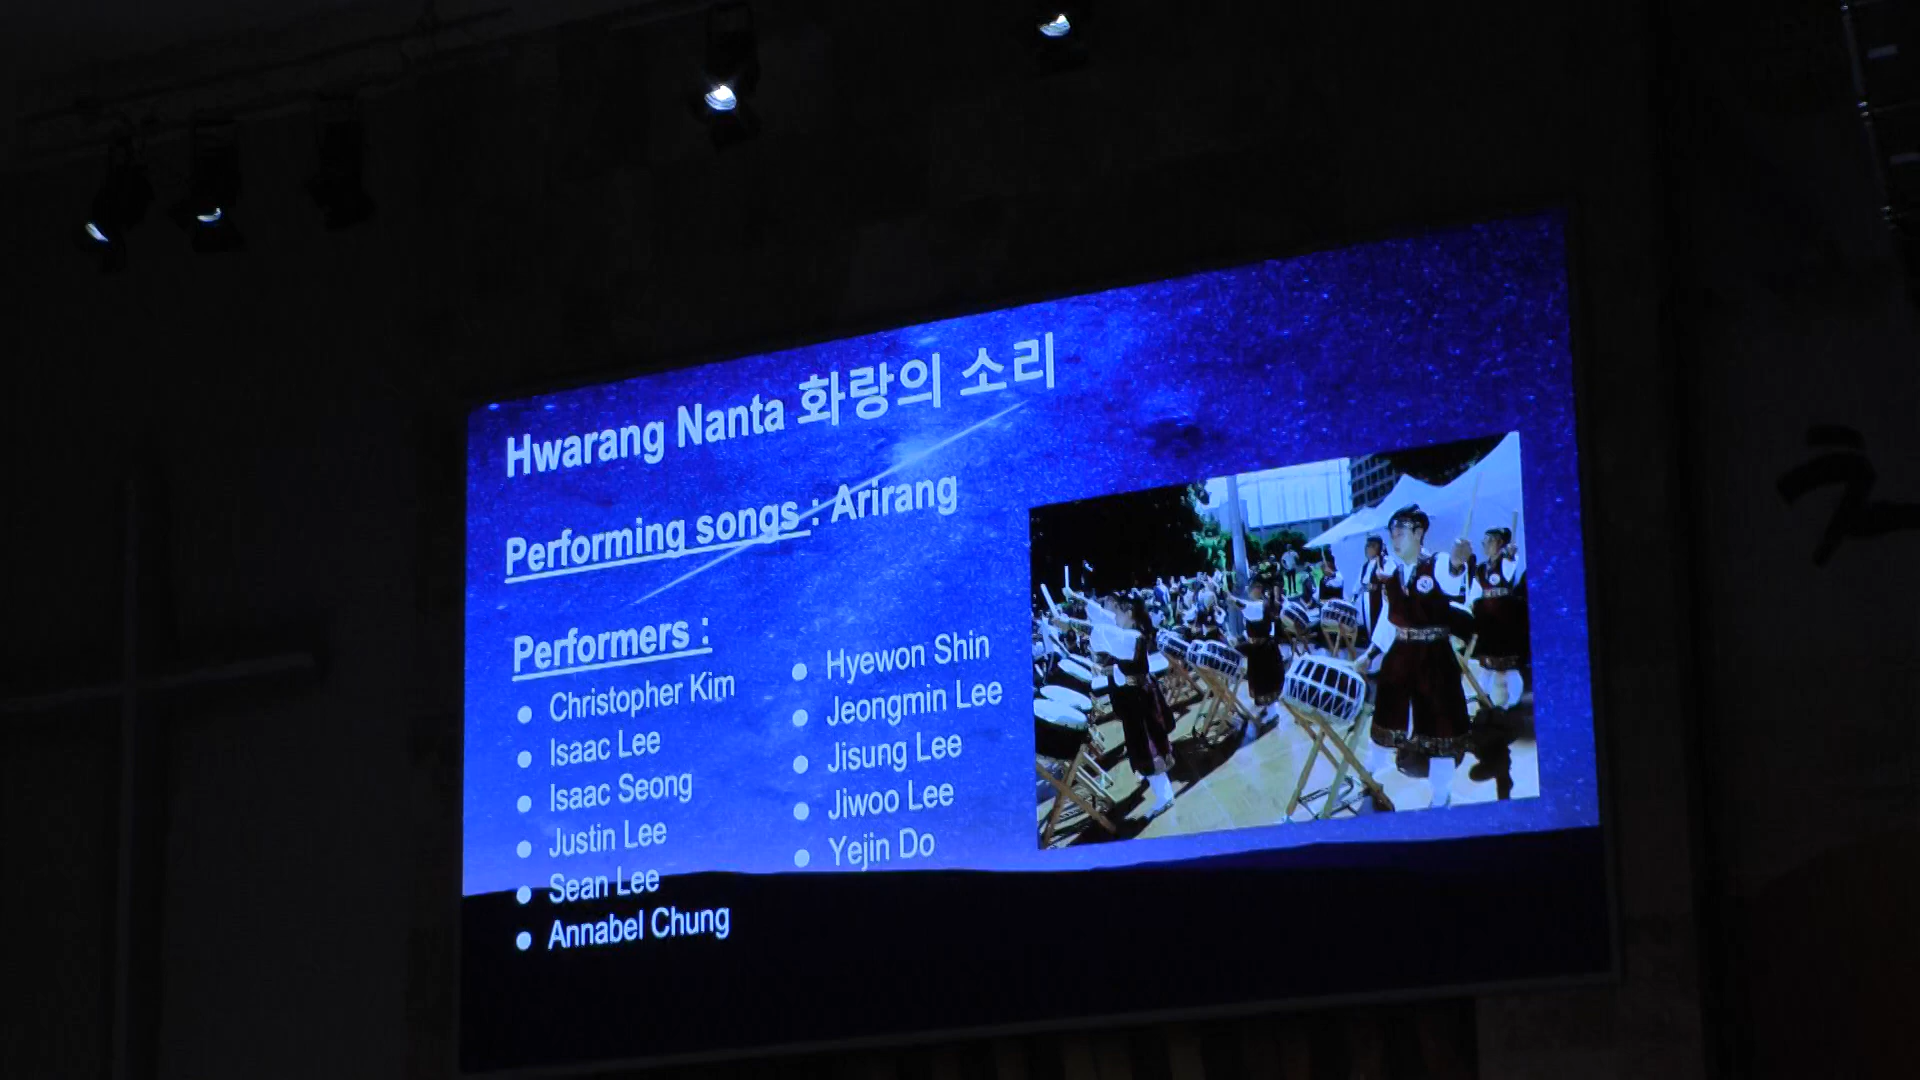 Hwarang Nanta 화랑의 소리
Performing songs : Arirang
Performers :
● Christopher Kim
● Isaac Lee
● Isaac Seong
● Justin Lee
● Sean Lee
● Annabel Chung
● Hyewon Shin
● Jeongmin Lee
● Jisung Lee
● Jiwoo Lee
● Yejin Do